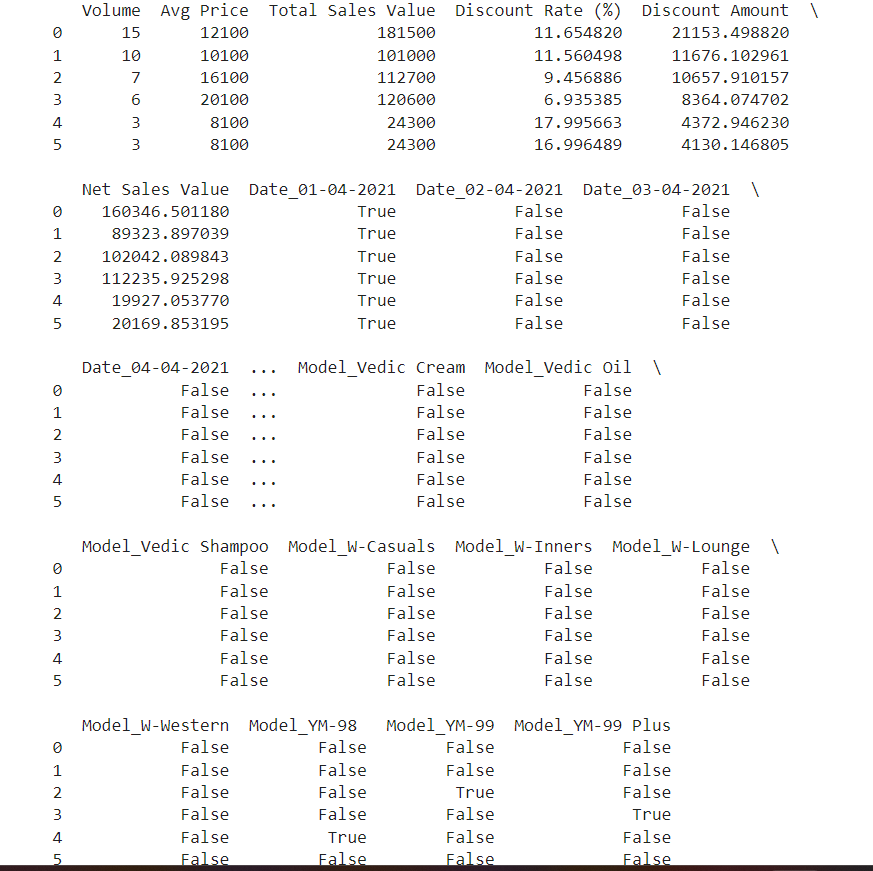 Volume Avg Price Total Sales Value Discount Rate (%) Discount Amount \
0 15 12100 181500 11.654820 21153.498820
1 10 10100 101000 11.560498 11676.102961
2 7 16100 112700 9.456886 10657.910157
3 6 20100 120600 6.935385 8364.074702
4 3 8100 24300 17.995663 4372.946230
5 3 8100 24300 16.996489 4130.146805
Net Sales Value Date_01-04-2021 Date_02-04-2021 Date_03-04-2021 \
0 160346.501180 True False False
1 89323.897039 True False False
2 102042.089843 True False False
3 112235.925298 True False False
4 19927.053770 True False False
5 20169.853195 True False False
Date_04-04-2021 ... Model_Vedic Cream Model_Vedic Oil \
0 False ... False False
1 False ... False False
2 False ... False False
3 False ... False False
4 False ... False False
5 False ... False False
Model_Vedic Shampoo Model_W-Casuals Model_W-Inners Model_W-Lounge \
0 False False False False
1 False False False False
2 False False False False
3 False False False False
4 False False False False
5 False False False False
Model_W-Western Model_YM-98 Model_YM-99 Model_YM-99 Plus
0 False False False False
1 False False False False
2 False False True False
3 False False False True
4 False True False False
5 False False False False